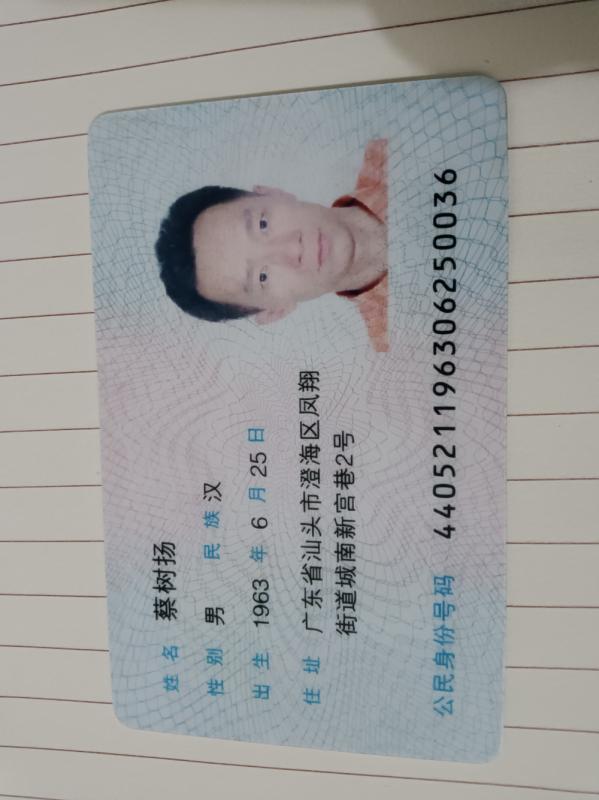 姓名 蔡树扬
性别 男 民族 汉
出生 1963 年 6 月 25 日
住址 广东省汕头市澄海区凤翔
街道城南新宫巷2号
公民身份号码 440521196306250036